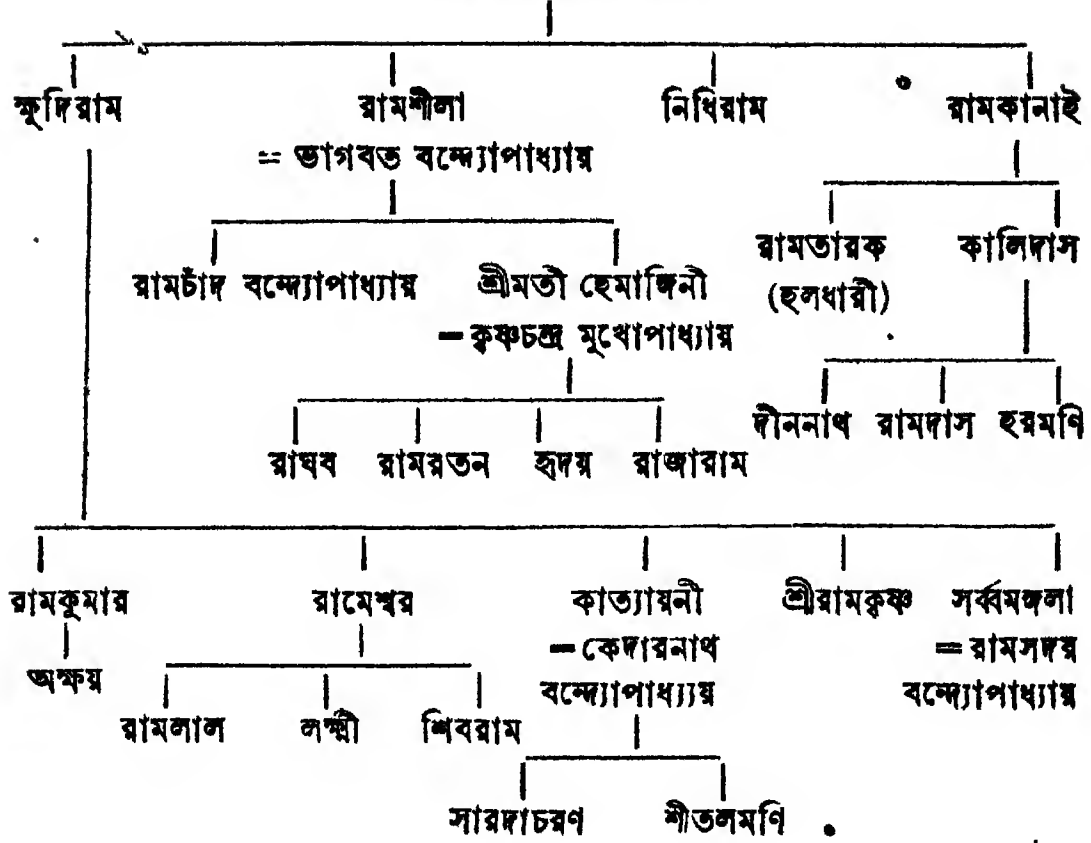 ক্ষুদিরাম রামশীলা নিধিরাম রামকানাই
= ভাগবত বন্দ্যোপাধ্যায়
রামতারক কালিদাস
রামচাঁদ বন্দ্যোপাধ্যায় শ্রীমতী হেমাঙ্গিনী
(হলধারী)
= কৃষ্ণচন্দ্র মুখোপাধ্যায়
দীননাথ রামদাস হরমণি
রাঘব রামরতন হৃদয় রাজারাম
রামকুমার রামেশ্বর কাত্যায়নী শ্রীরামকৃষ্ণ সর্ব্বমঙ্গলা
= কেদারনাথ = রামসদয়
অক্ষয় বন্দ্যোপাধ্যয় বন্দ্যোপাধ্যায়
রামলাল লক্ষ্মী শিবরাম
সারদাচরণ শীতলমণি